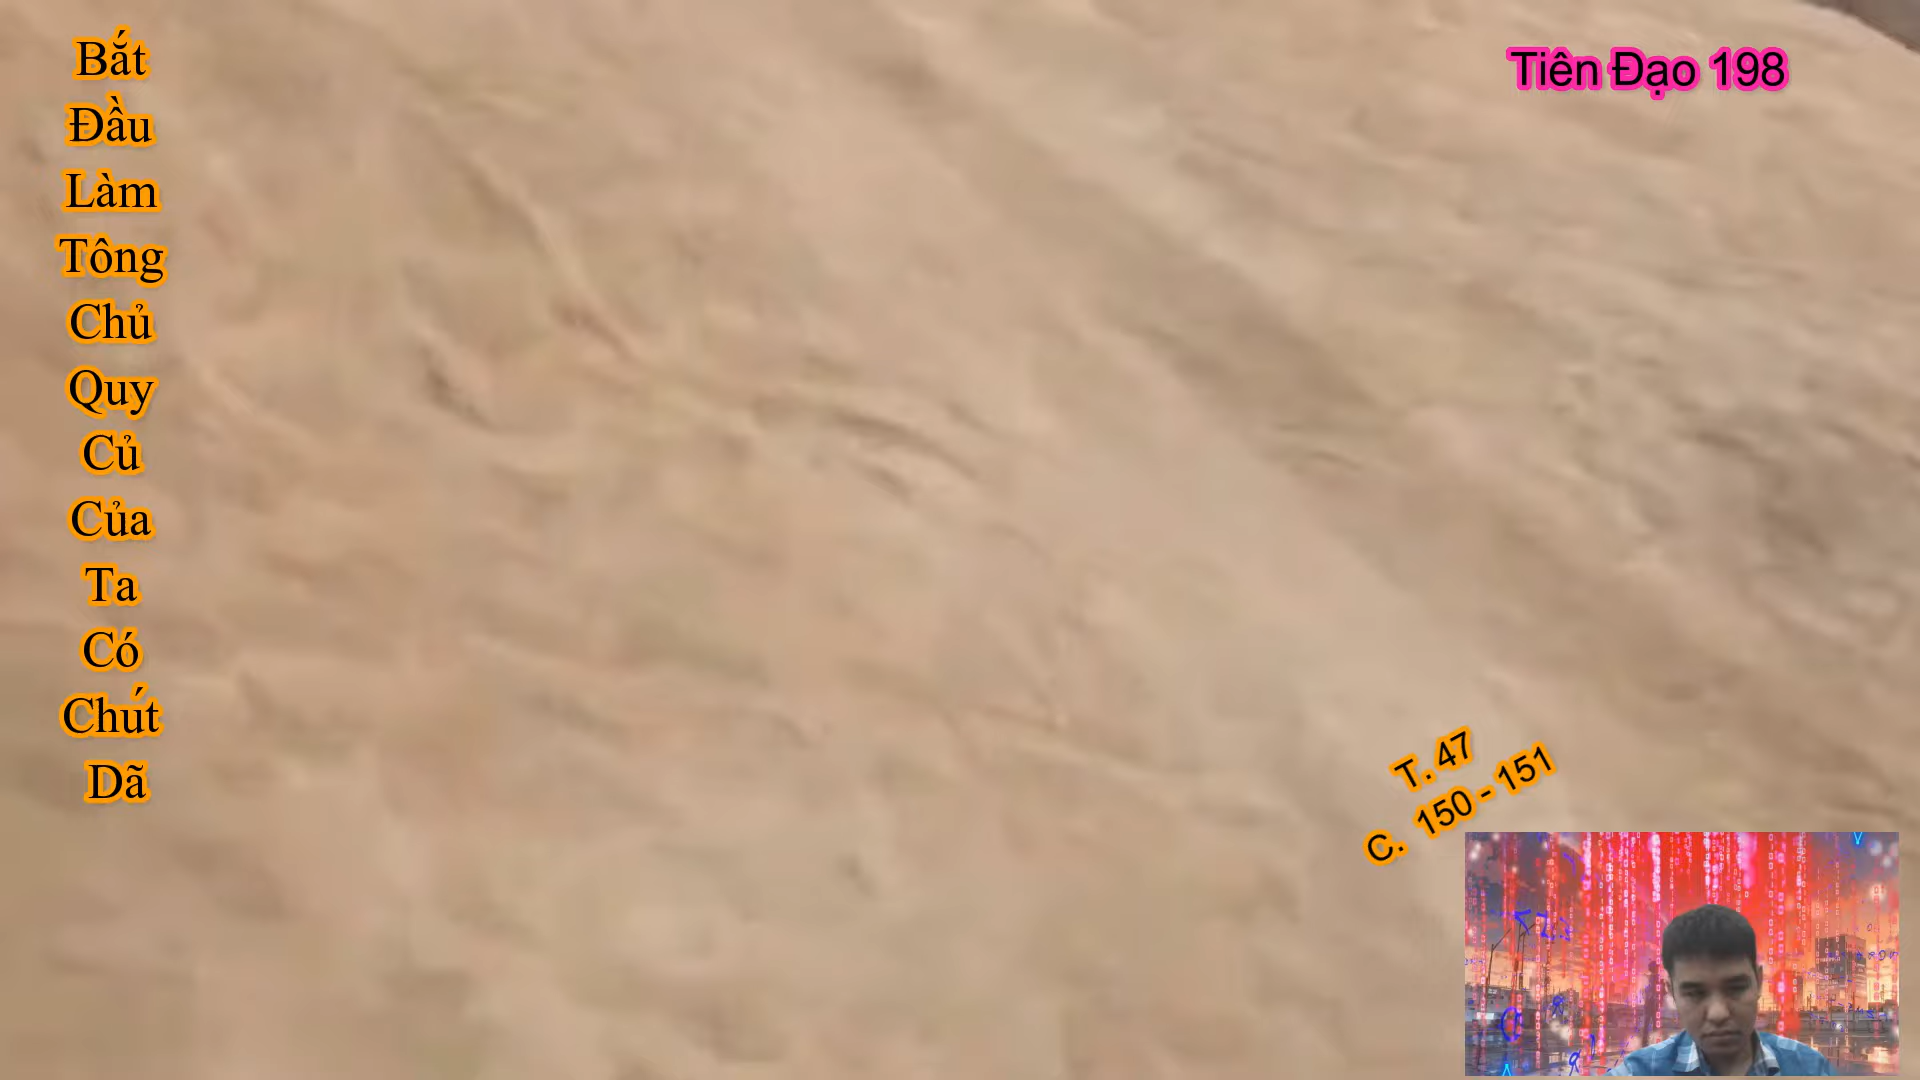 Bắt
Đầu
Làm
Tông
Chủ
Quy
Củ
Của
Ta
Có
Chút
Dã
Tiên Đạo 198
T. 47
C. 150 - 151